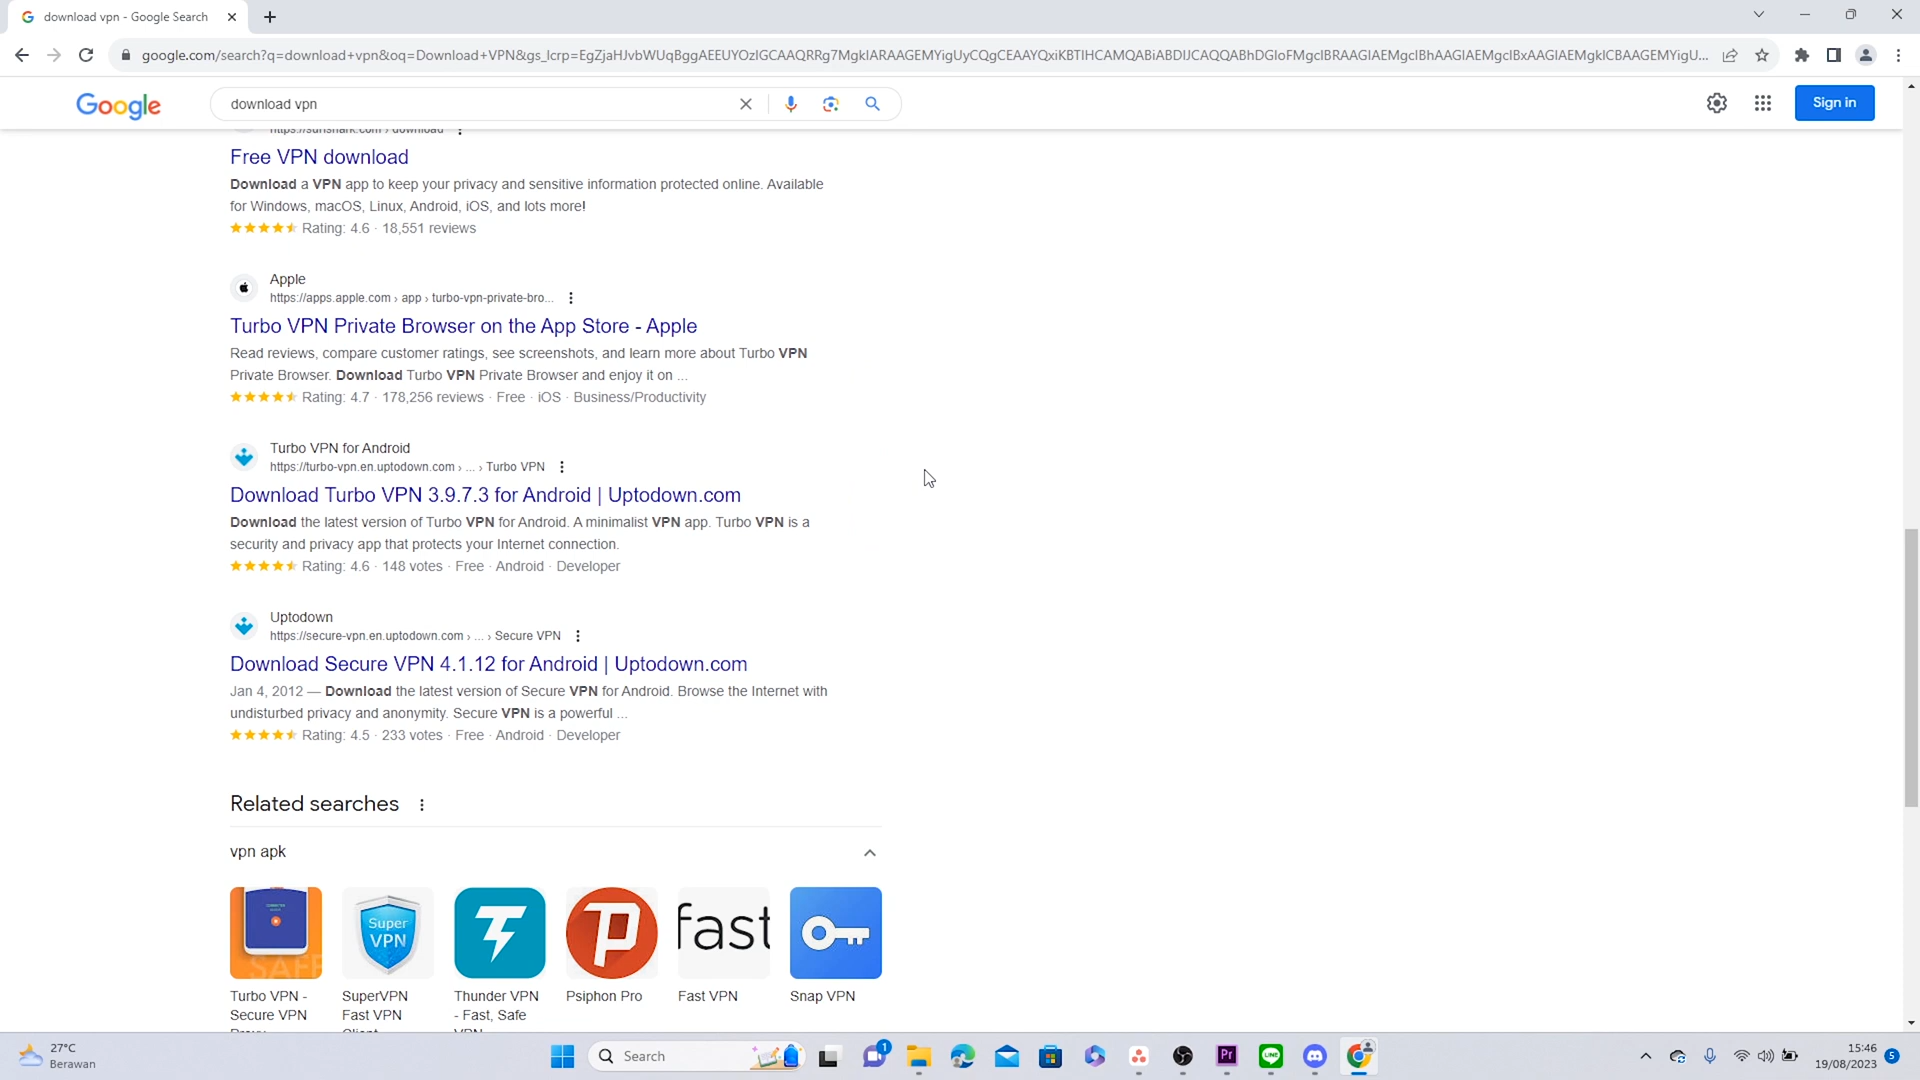 download vpn - Google Search
google.com/search?q=download+vpn&oq=Download+VPN&gs_lcrp=EgZjaHJvbWUqBggAEEUYOzIGCAAQRRg7MgkIARAAGEMYigUyCQgCEAAYQxiKBTIHCAMQABiABDIJCAQQABhDGIoFMgcIBRAAGIAEMgcIBhAAGIAEMgcIBxAAGIAEMgkICBAAGEMYigU...
Google
download vpn
Sign in
https://surfshark.com › download
Free VPN download
Download a VPN app to keep your privacy and sensitive information protected online. Available
for Windows, macOS, Linux, Android, iOS, and lots more!
Rating: 4.6 · 18,551 reviews
Apple
https://apps.apple.com › app › turbo-vpn-private-bro...
Turbo VPN Private Browser on the App Store - Apple
Read reviews, compare customer ratings, see screenshots, and learn more about Turbo VPN
Private Browser. Download Turbo VPN Private Browser and enjoy it on ...
Rating: 4.7 · 178,256 reviews · Free · iOS · Business/Productivity
Turbo VPN for Android
https://turbo-vpn.en.uptodown.com › ... › Turbo VPN
Download Turbo VPN 3.9.7.3 for Android | Uptodown.com
Download the latest version of Turbo VPN for Android. A minimalist VPN app. Turbo VPN is a
security and privacy app that protects your Internet connection.
Rating: 4.6 · 148 votes · Free · Android · Developer
Uptodown
https://secure-vpn.en.uptodown.com › ... › Secure VPN
Download Secure VPN 4.1.12 for Android | Uptodown.com
Jan 4, 2012 — Download the latest version of Secure VPN for Android. Browse the Internet with
undisturbed privacy and anonymity. Secure VPN is a powerful ...
Rating: 4.5 · 233 votes · Free · Android · Developer
Related searches
vpn apk
SAFE
Super
VPN
fast
Turbo VPN -
Secure VPN
Proxy
SuperVPN
Fast VPN
Client
Thunder VPN
- Fast, Safe
VPN
Psiphon Pro
Fast VPN
Snap VPN
27°C
Berawan
Search
1
Pr
LINE
15:46
19/08/2023
5